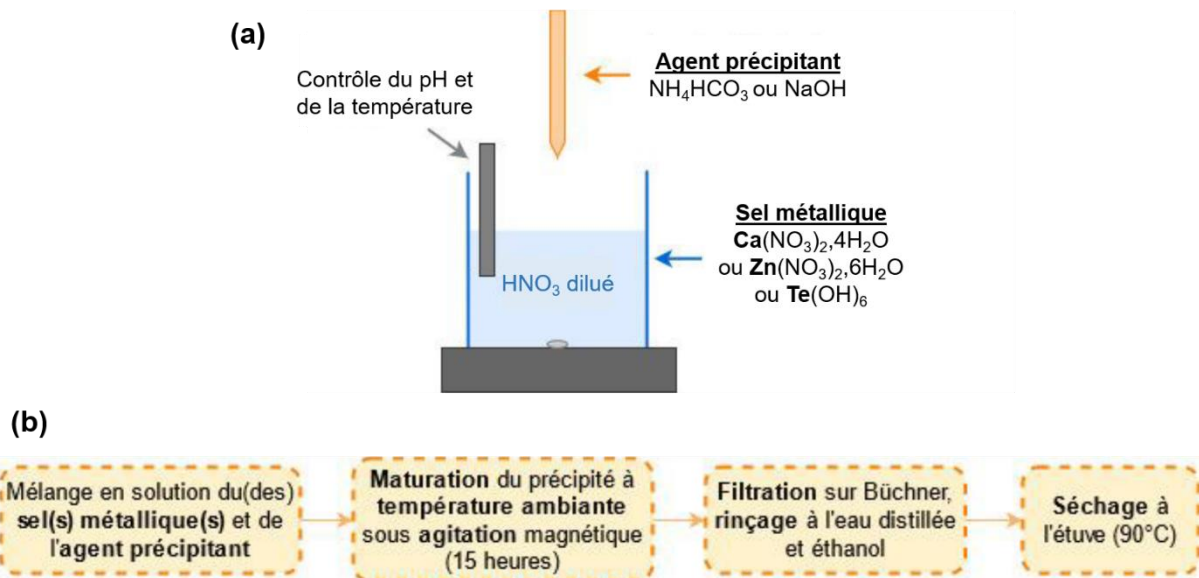 (a)
Contrôle du pH et
de la température
Agent précipitant
NH₄HCO₃ ou NaOH
HNO₃ dilué
Sel métallique
Ca(NO₃)₂,4H₂O
ou Zn(NO₃)₂,6H₂O
ou Te(OH)₆
(b)
Mélange en solution du(des)
sel(s) métallique(s) et de
l'agent précipitant
Maturation du précipité à
température ambiante
sous agitation magnétique
(15 heures)
Filtration sur Büchner,
rinçage à l'eau distillée
et éthanol
Séchage à
l'étuve (90°C)